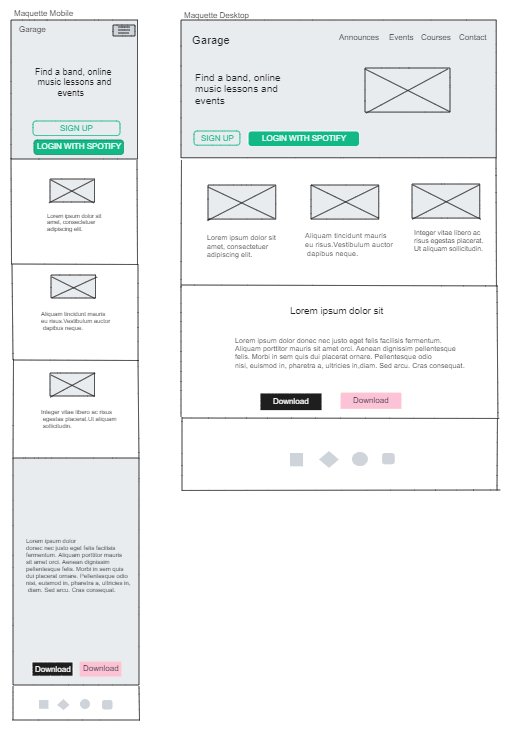 Maquette Mobile
Garage
Find a band, online
music lessons and
events
SIGN UP
LOGIN WITH SPOTIFY
Lorem ipsum dolor sit
amet, consectetuer
adipiscing elit.
Aliquam tincidunt mauris
eu risus.Vestibulum auctor
dapibus neque.
Integer vitae libero ac risus
egestas placerat.Ut aliquam
sollicitudin.
Lorem ipsum dolor
donec nec justo eget felis facilisis
fermentum. Aliquam porttitor mauris
sit amet orci. Aenean dignissim
pellentesque felis. Morbi in sem quis
dui placerat ornare. Pellentesque odio
nisi, euismod in, pharetra a, ultricies in,
diam. Sed arcu. Cras consequat.
Download
Download
Maquette Desktop
Garage
Announces Events Courses Contact
Find a band, online
music lessons and
events
SIGN UP
LOGIN WITH SPOTIFY
Lorem ipsum dolor sit
amet, consectetuer
adipiscing elit.
Aliquam tincidunt mauris
eu risus.Vestibulum auctor
dapibus neque.
Integer vitae libero ac
risus egestas placerat.
Ut aliquam sollicitudin.
Lorem ipsum dolor sit
Lorem ipsum dolor donec nec justo eget felis facilisis fermentum.
Aliquam porttitor mauris sit amet orci. Aenean dignissim pellentesque
felis. Morbi in sem quis dui placerat ornare. Pellentesque odio
nisi, euismod in, pharetra a, ultricies in,diam. Sed arcu. Cras consequat.
Download
Download